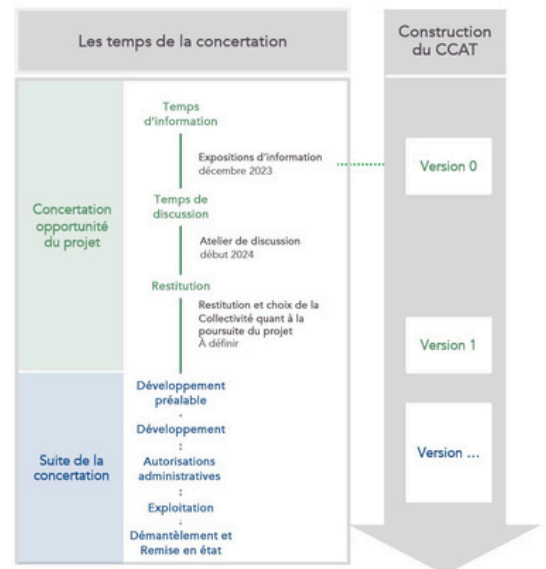 Les temps de la concertation
Construction
du CCAT
Concertation
opportunité
du projet
Temps
d'information
Expositions d'information
décembre 2023
Temps de
discussion
Atelier de discussion
début 2024
Restitution
Restitution et choix de la
Collectivité quant à la
poursuite du projet
À définir
Suite de la
concertation
Développement
préalable
Développement
Autorisations
administratives
Exploitation
Démantèlement et
Remise en état
Version 0
Version 1
Version ...